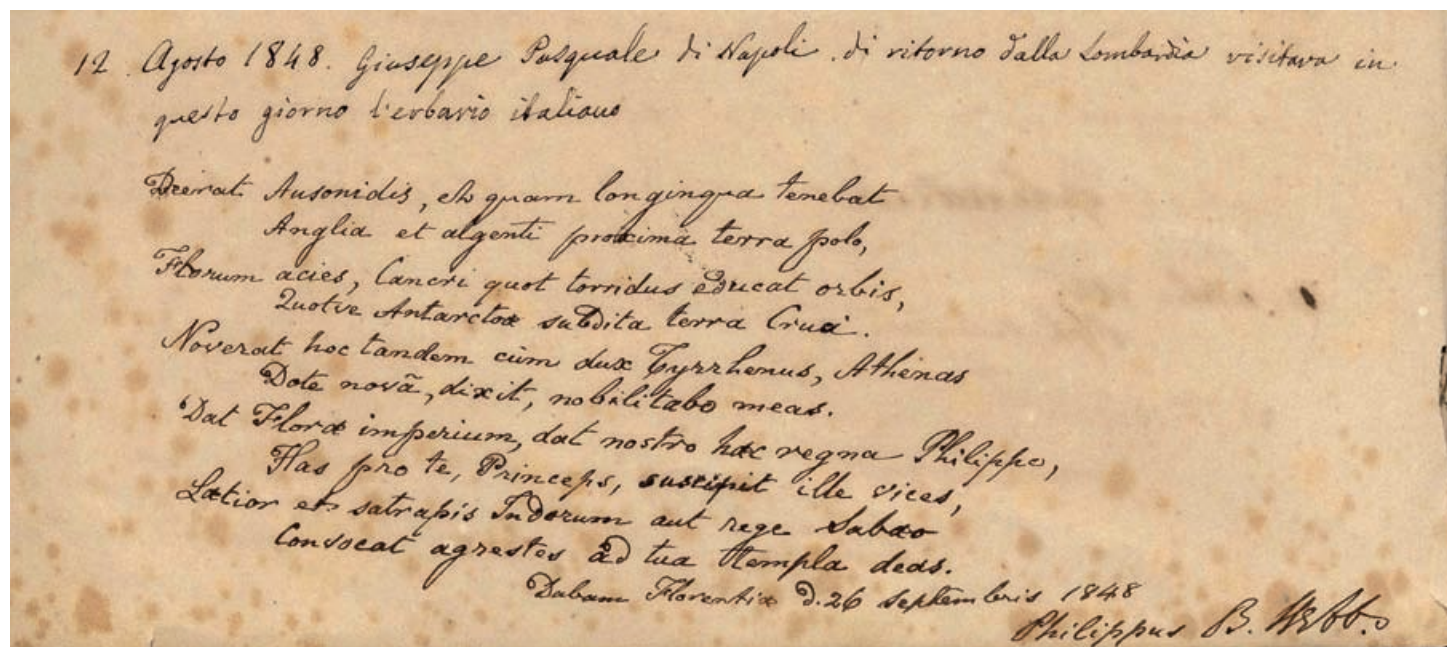 12. Agosto 1848. Giuseppe Pasquale di Napoli di ritorno dalla Lombardia visitava in
questo giorno l'erbario italiano
Deerat Ausonidis, et quam longinqua tenebat
Anglia et algenti proxima terra polo,
Florum acies, Cancri quot torridus educat orbis,
Quotve Antarctoæ subdita terra Cruci.
Noverat hoc tandem cùm dux Tyrrhenus, Athenas
Dote novâ, dixit, nobilitabo meas.
Dat Floræ imperium, dat nostro hæc regna Philippo,
Has pro te, Princeps, suscipit ille vices,
Lætior et satrapis Indorum aut rege Sabæo
Convocat agrestes ad tua templa deas.
Dabam Florentiæ d. 26 Septembris 1848
Philippus B. Webb.